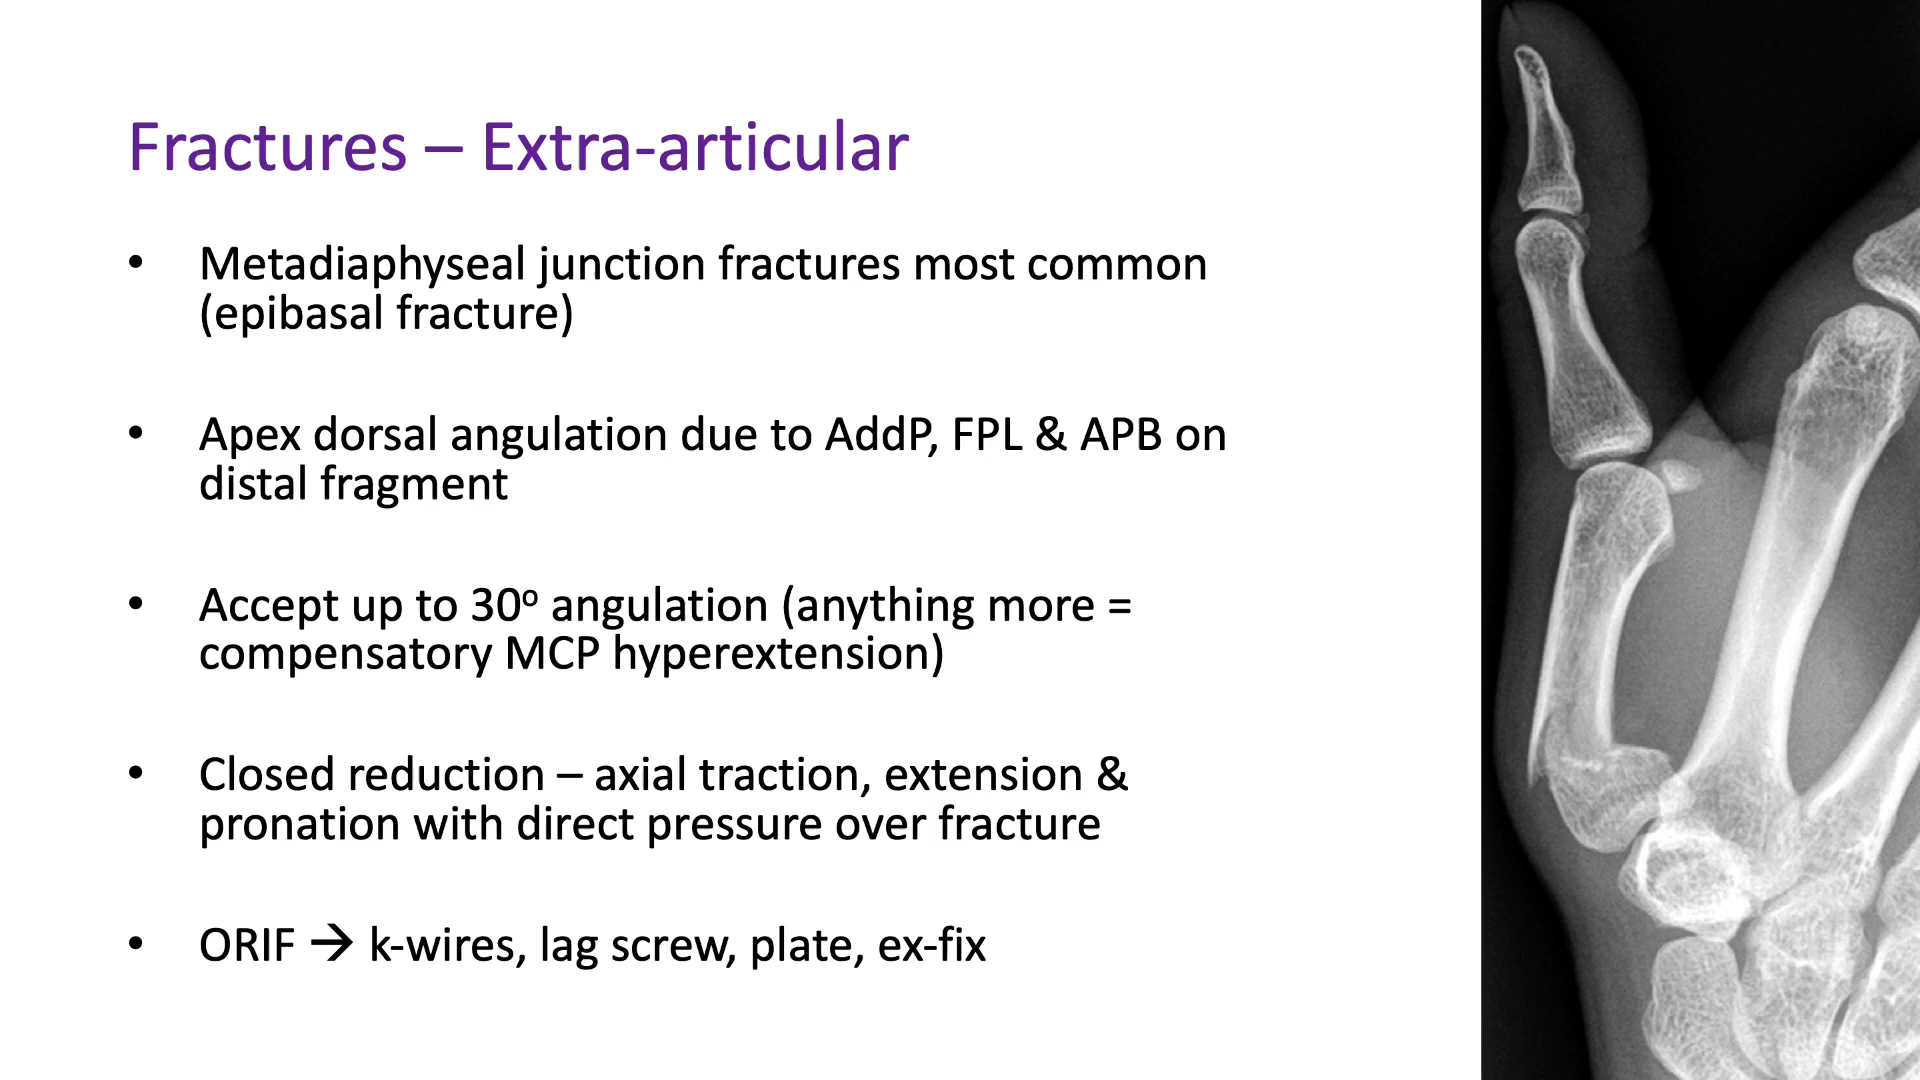 Fractures – Extra-articular
• Metadiaphyseal junction fractures most common
(epibasal fracture)
• Apex dorsal angulation due to AddP, FPL & APB on
distal fragment
• Accept up to 30º angulation (anything more =
compensatory MCP hyperextension)
• Closed reduction – axial traction, extension &
pronation with direct pressure over fracture
• ORIF → k-wires, lag screw, plate, ex-fix